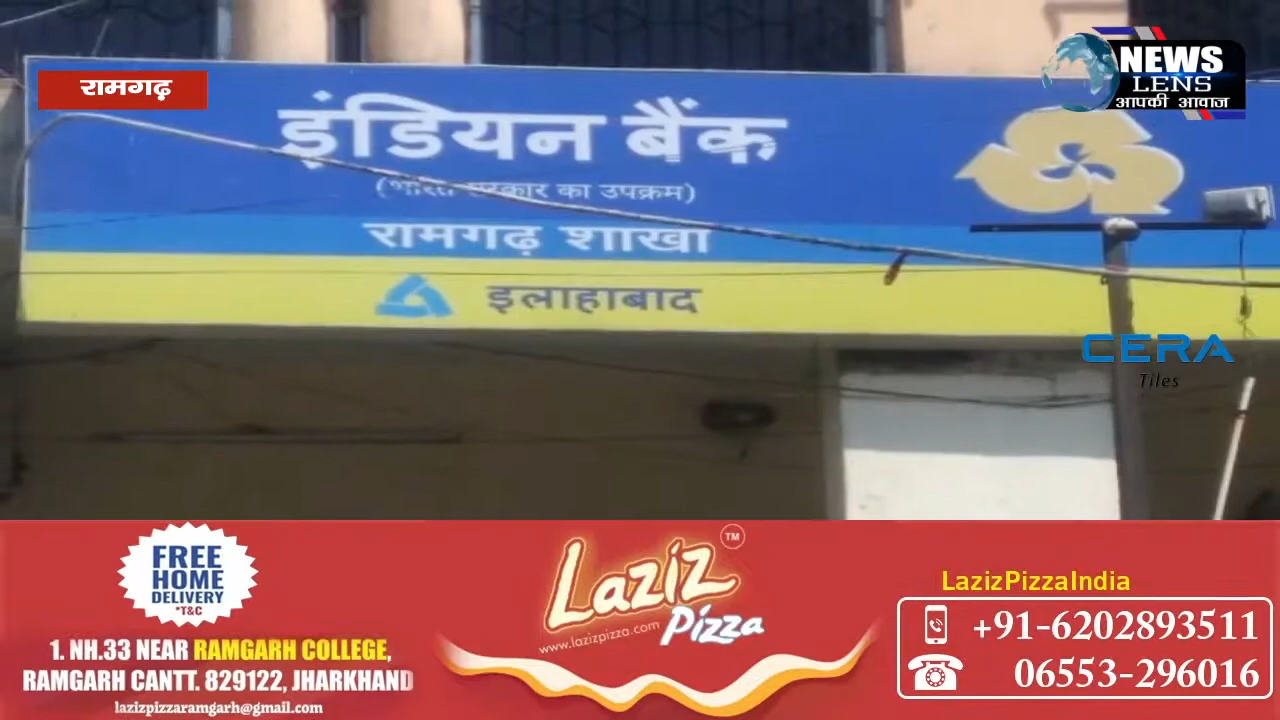 रामगढ़
NEWS
LENS
आपकी आवाज
इंडियन बैंक
(भारत सरकार का उपक्रम)
रामगढ़ शाखा
इलाहाबाद
CERA
Tiles
FREE
HOME
DELIVERY
*T&C
1. NH.33 NEAR RAMGARH COLLEGE,
RAMGARH CANTT. 829122, JHARKHAND
lazizpizzaramgarh@gmail.com
Laziz TM
Pizza
www.lazizpizza.com
LazizPizzaIndia
+91-6202893511
06553-296016